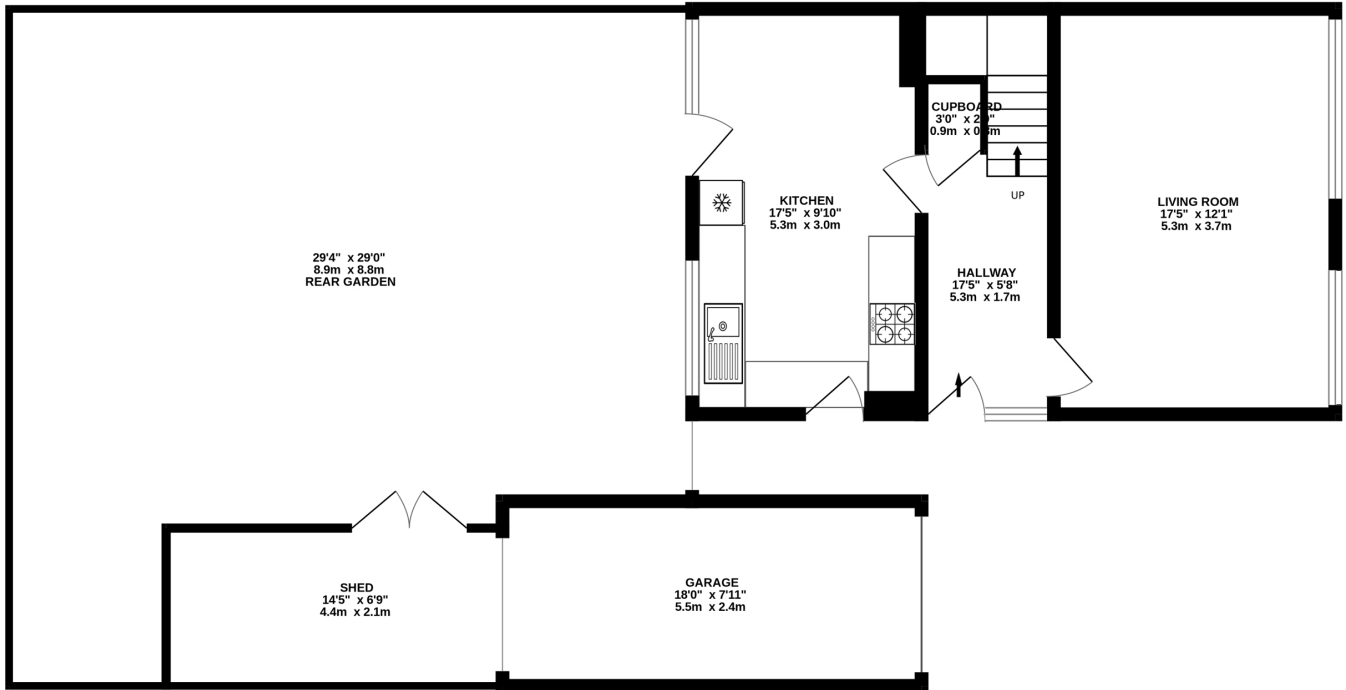 29'4" x 29'0"
8.9m x 8.8m
REAR GARDEN
KITCHEN
17'5" x 9'10"
5.3m x 3.0m
CUPBOARD
3'0" x
0.9m x
UP
HALLWAY
17'5" x 5'8"
5.3m x 1.7m
LIVING ROOM
17'5" x 12'1"
5.3m x 3.7m
SHED
14'5" x 6'9"
4.4m x 2.1m
GARAGE
18'0" x 7'11"
5.5m x 2.4m